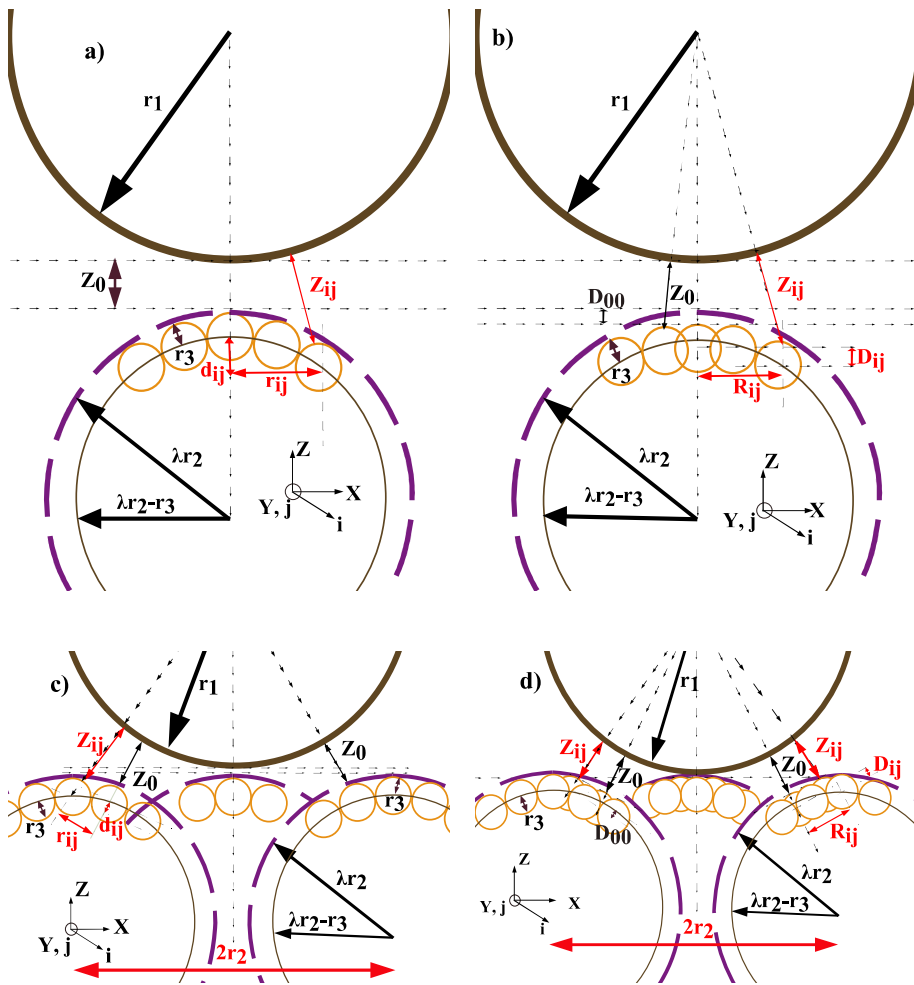 a)
r1
Z0
Zij
r3
dij
rij
λr2
λr2-r3
Z
X
Y, j
i
b)
r1
D00
Z0
Zij
r3
Dij
Rij
λr2
λr2-r3
Z
X
Y, j
i
c)
r1
Zij
Z0
Z0
r3
r3
rij
dij
λr2
λr2-r3
Z
X
Y, j
i
2r2
d)
r1
Zij
Z0
Z0
Zij
Dij
r3
D00
Rij
λr2
λr2-r3
Z
X
Y, j
i
2r2